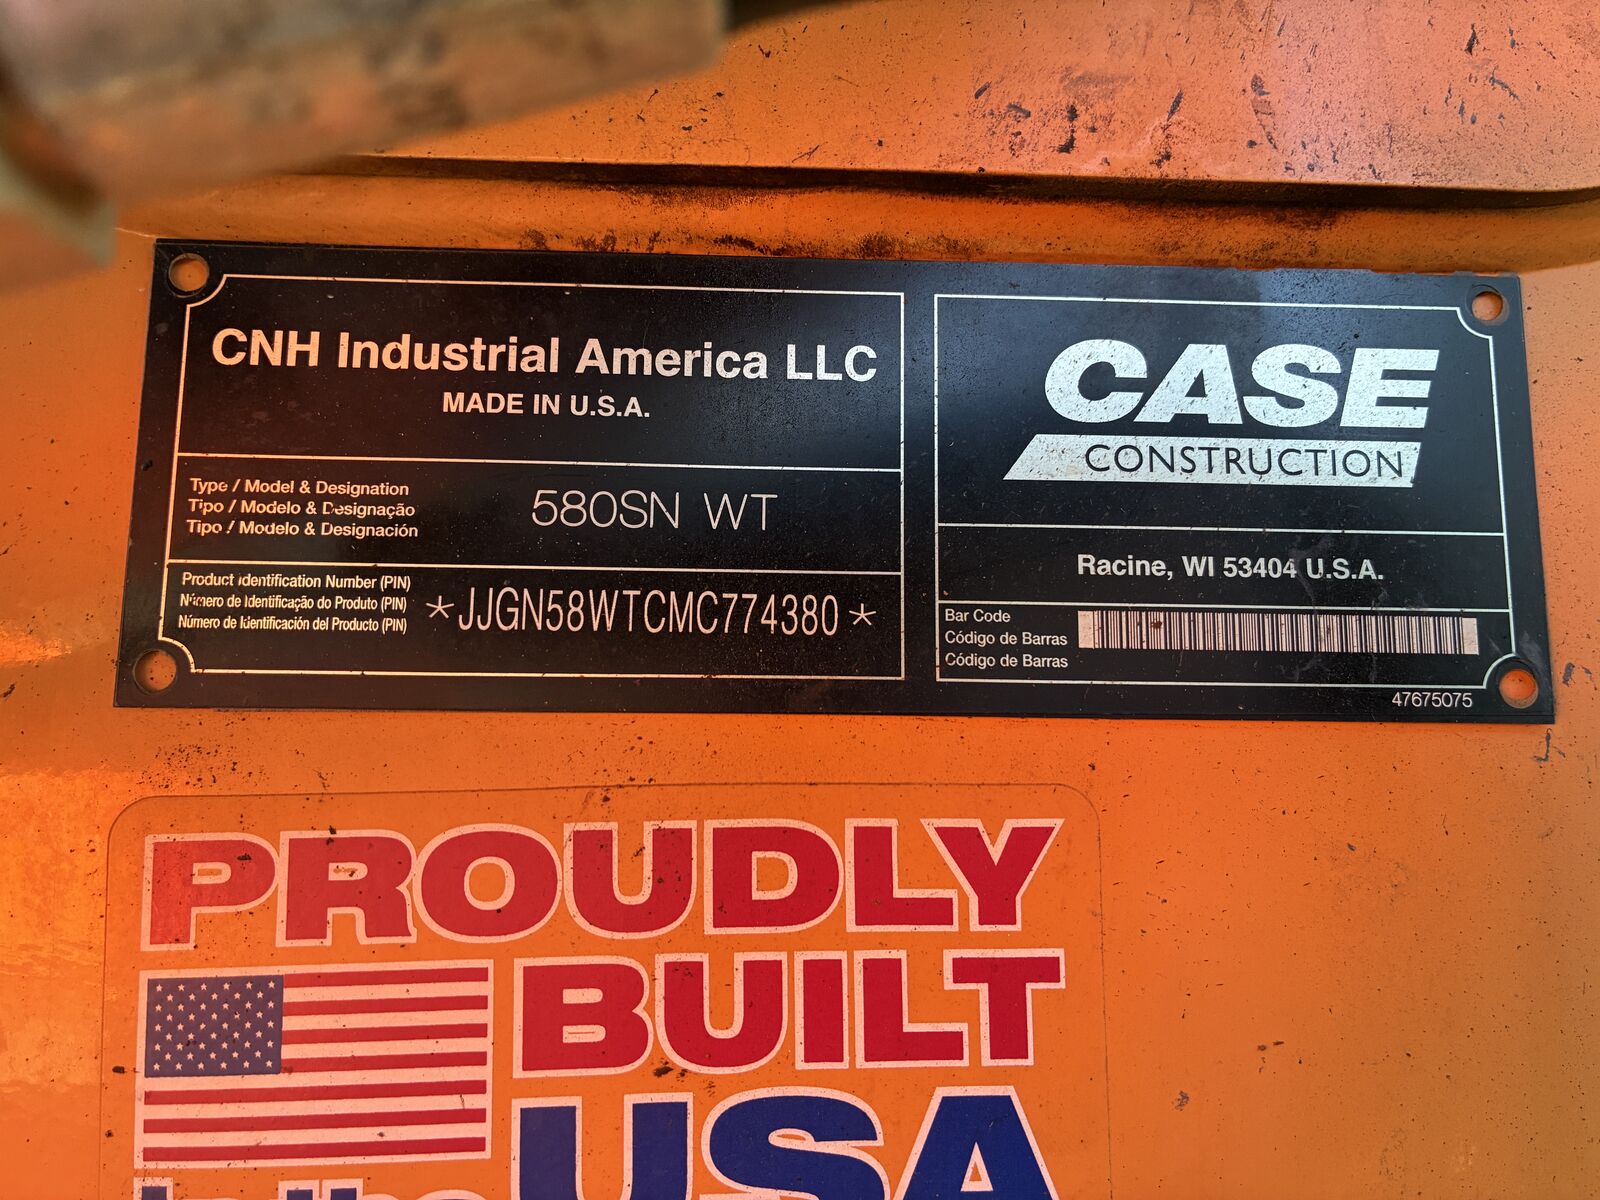 CNH Industrial America LLC
MADE IN U.S.A.
Type / Model & Designation
Tipo / Modelo & Designação
Tipo / Modelo & Designación
580SN WT
Product Identification Number (PIN)
Número de Identificação do Produto (PIN)
Número de Identificación del Producto (PIN)
*JJGN58WTCMC774380*
CASE
CONSTRUCTION
Racine, WI 53404 U.S.A.
Bar Code
Código de Barras
Código de Barras
47675075
PROUDLY
BUILT
USA